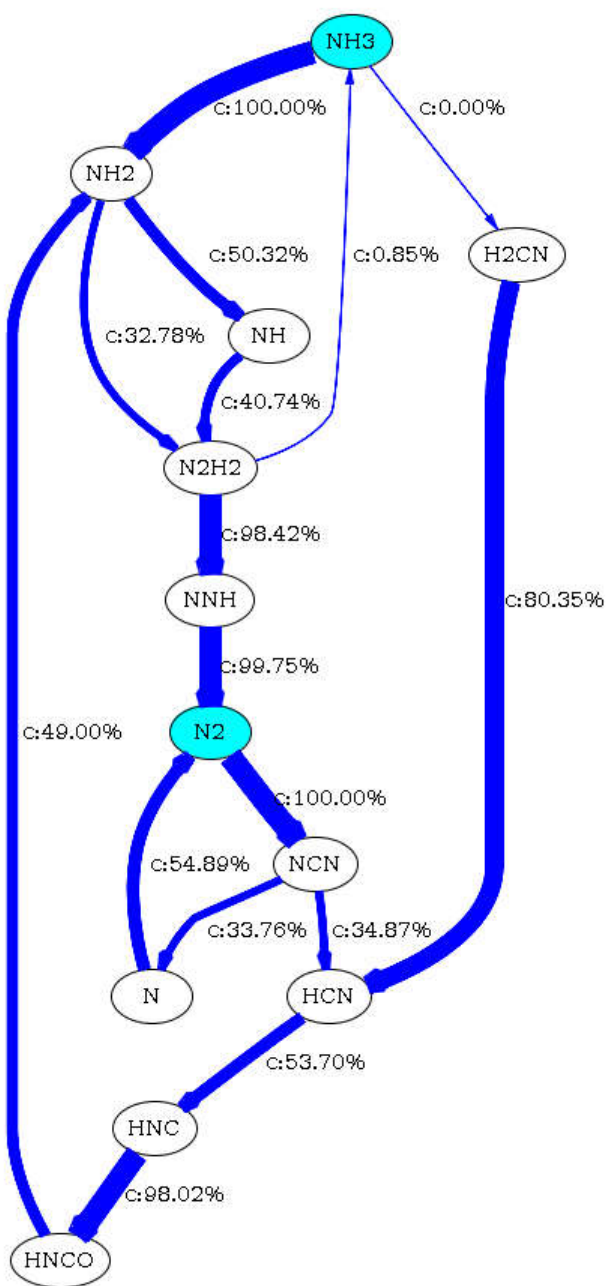 NH3
c:100.00%
c:0.00%
NH2
c:50.32%
c:0.85%
H2CN
c:32.78%
NH
c:40.74%
N2H2
c:98.42%
NNH
c:80.35%
c:99.75%
c:49.00%
N2
c:100.00%
c:54.89%
NCN
c:33.76%
c:34.87%
N
HCN
c:53.70%
HNC
c:98.02%
HNCO